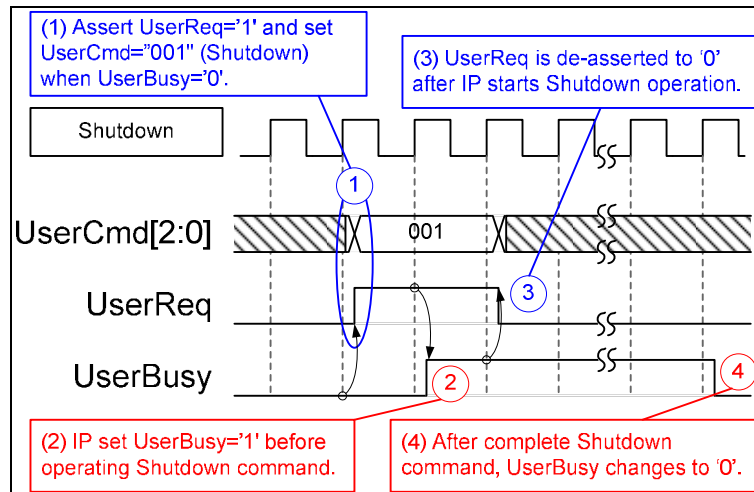 (1) Assert UserReq='1' and set
UserCmd="001" (Shutdown)
when UserBusy='0'.
(3) UserReq is de-asserted to ‘0’
after IP starts Shutdown operation.
Shutdown
1
UserCmd[2:0]
001
UserReq
3
UserBusy
2
4
(2) IP set UserBusy='1' before
operating Shutdown command.
(4) After complete Shutdown
command, UserBusy changes to ‘0’.